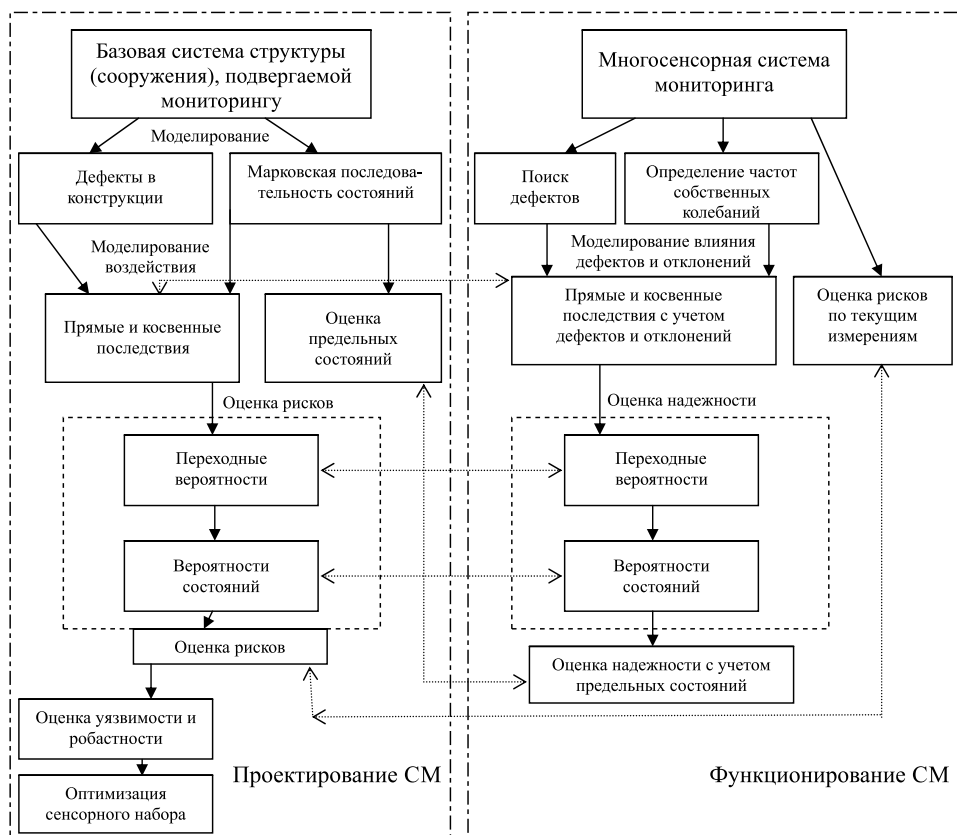 Базовая система структуры
(сооружения), подвергаемой
мониторингу
Моделирование
Дефекты в
конструкции
Марковская последова-
тельность состояний
Моделирование
воздействия
Прямые и косвенные
последствия
Оценка
предельных
состояний
Оценка рисков
Переходные
вероятности
Вероятности
состояний
Оценка рисков
Оценка уязвимости и
робастности
Оптимизация
сенсорного набора
Проектирование СМ
Многосенсорная система
мониторинга
Поиск
дефектов
Определение частот
собственных
колебаний
Моделирование влияния
дефектов и отклонений
Прямые и косвенные
последствия с учетом
дефектов и отклонений
Оценка рисков
по текущим
измерениям
Оценка надежности
Переходные
вероятности
Вероятности
состояний
Оценка надежности с учетом
предельных состояний
Функционирование СМ